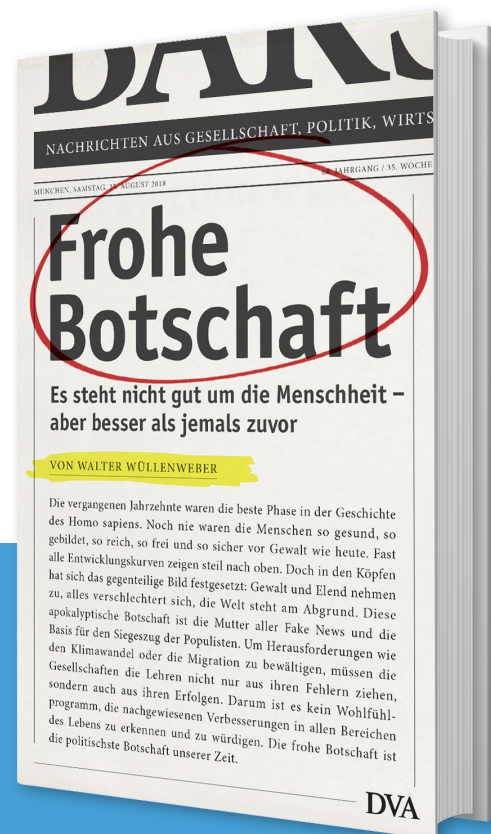 NACHRICHTEN AUS GESELLSCHAFT, POLITIK, WIRTS
MÜNCHEN, SAMSTAG, 25. AUGUST 2018
68. JAHRGANG / 35. WOCHE
Frohe
Botschaft
Es steht nicht gut um die Menschheit –
aber besser als jemals zuvor
VON WALTER WÜLLENWEBER
Die vergangenen Jahrzehnte waren die beste Phase in der Geschichte
des Homo sapiens. Noch nie waren die Menschen so gesund, so
gebildet, so reich, so frei und so sicher vor Gewalt wie heute. Fast
alle Entwicklungskurven zeigen steil nach oben. Doch in den Köpfen
hat sich das gegenteilige Bild festgesetzt: Gewalt und Elend nehmen
zu, alles verschlechtert sich, die Welt steht am Abgrund. Diese
apokalyptische Botschaft ist die Mutter aller Fake News und die
Basis für den Siegeszug der Populisten. Um Herausforderungen wie
den Klimawandel oder die Migration zu bewältigen, müssen die
Gesellschaften die Lehren nicht nur aus ihren Fehlern ziehen,
sondern auch aus ihren Erfolgen. Darum ist es kein Wohlfühl-
programm, die nachgewiesenen Verbesserungen in allen Bereichen
des Lebens zu erkennen und zu würdigen. Die frohe Botschaft ist
die politischste Botschaft unserer Zeit.
DVA